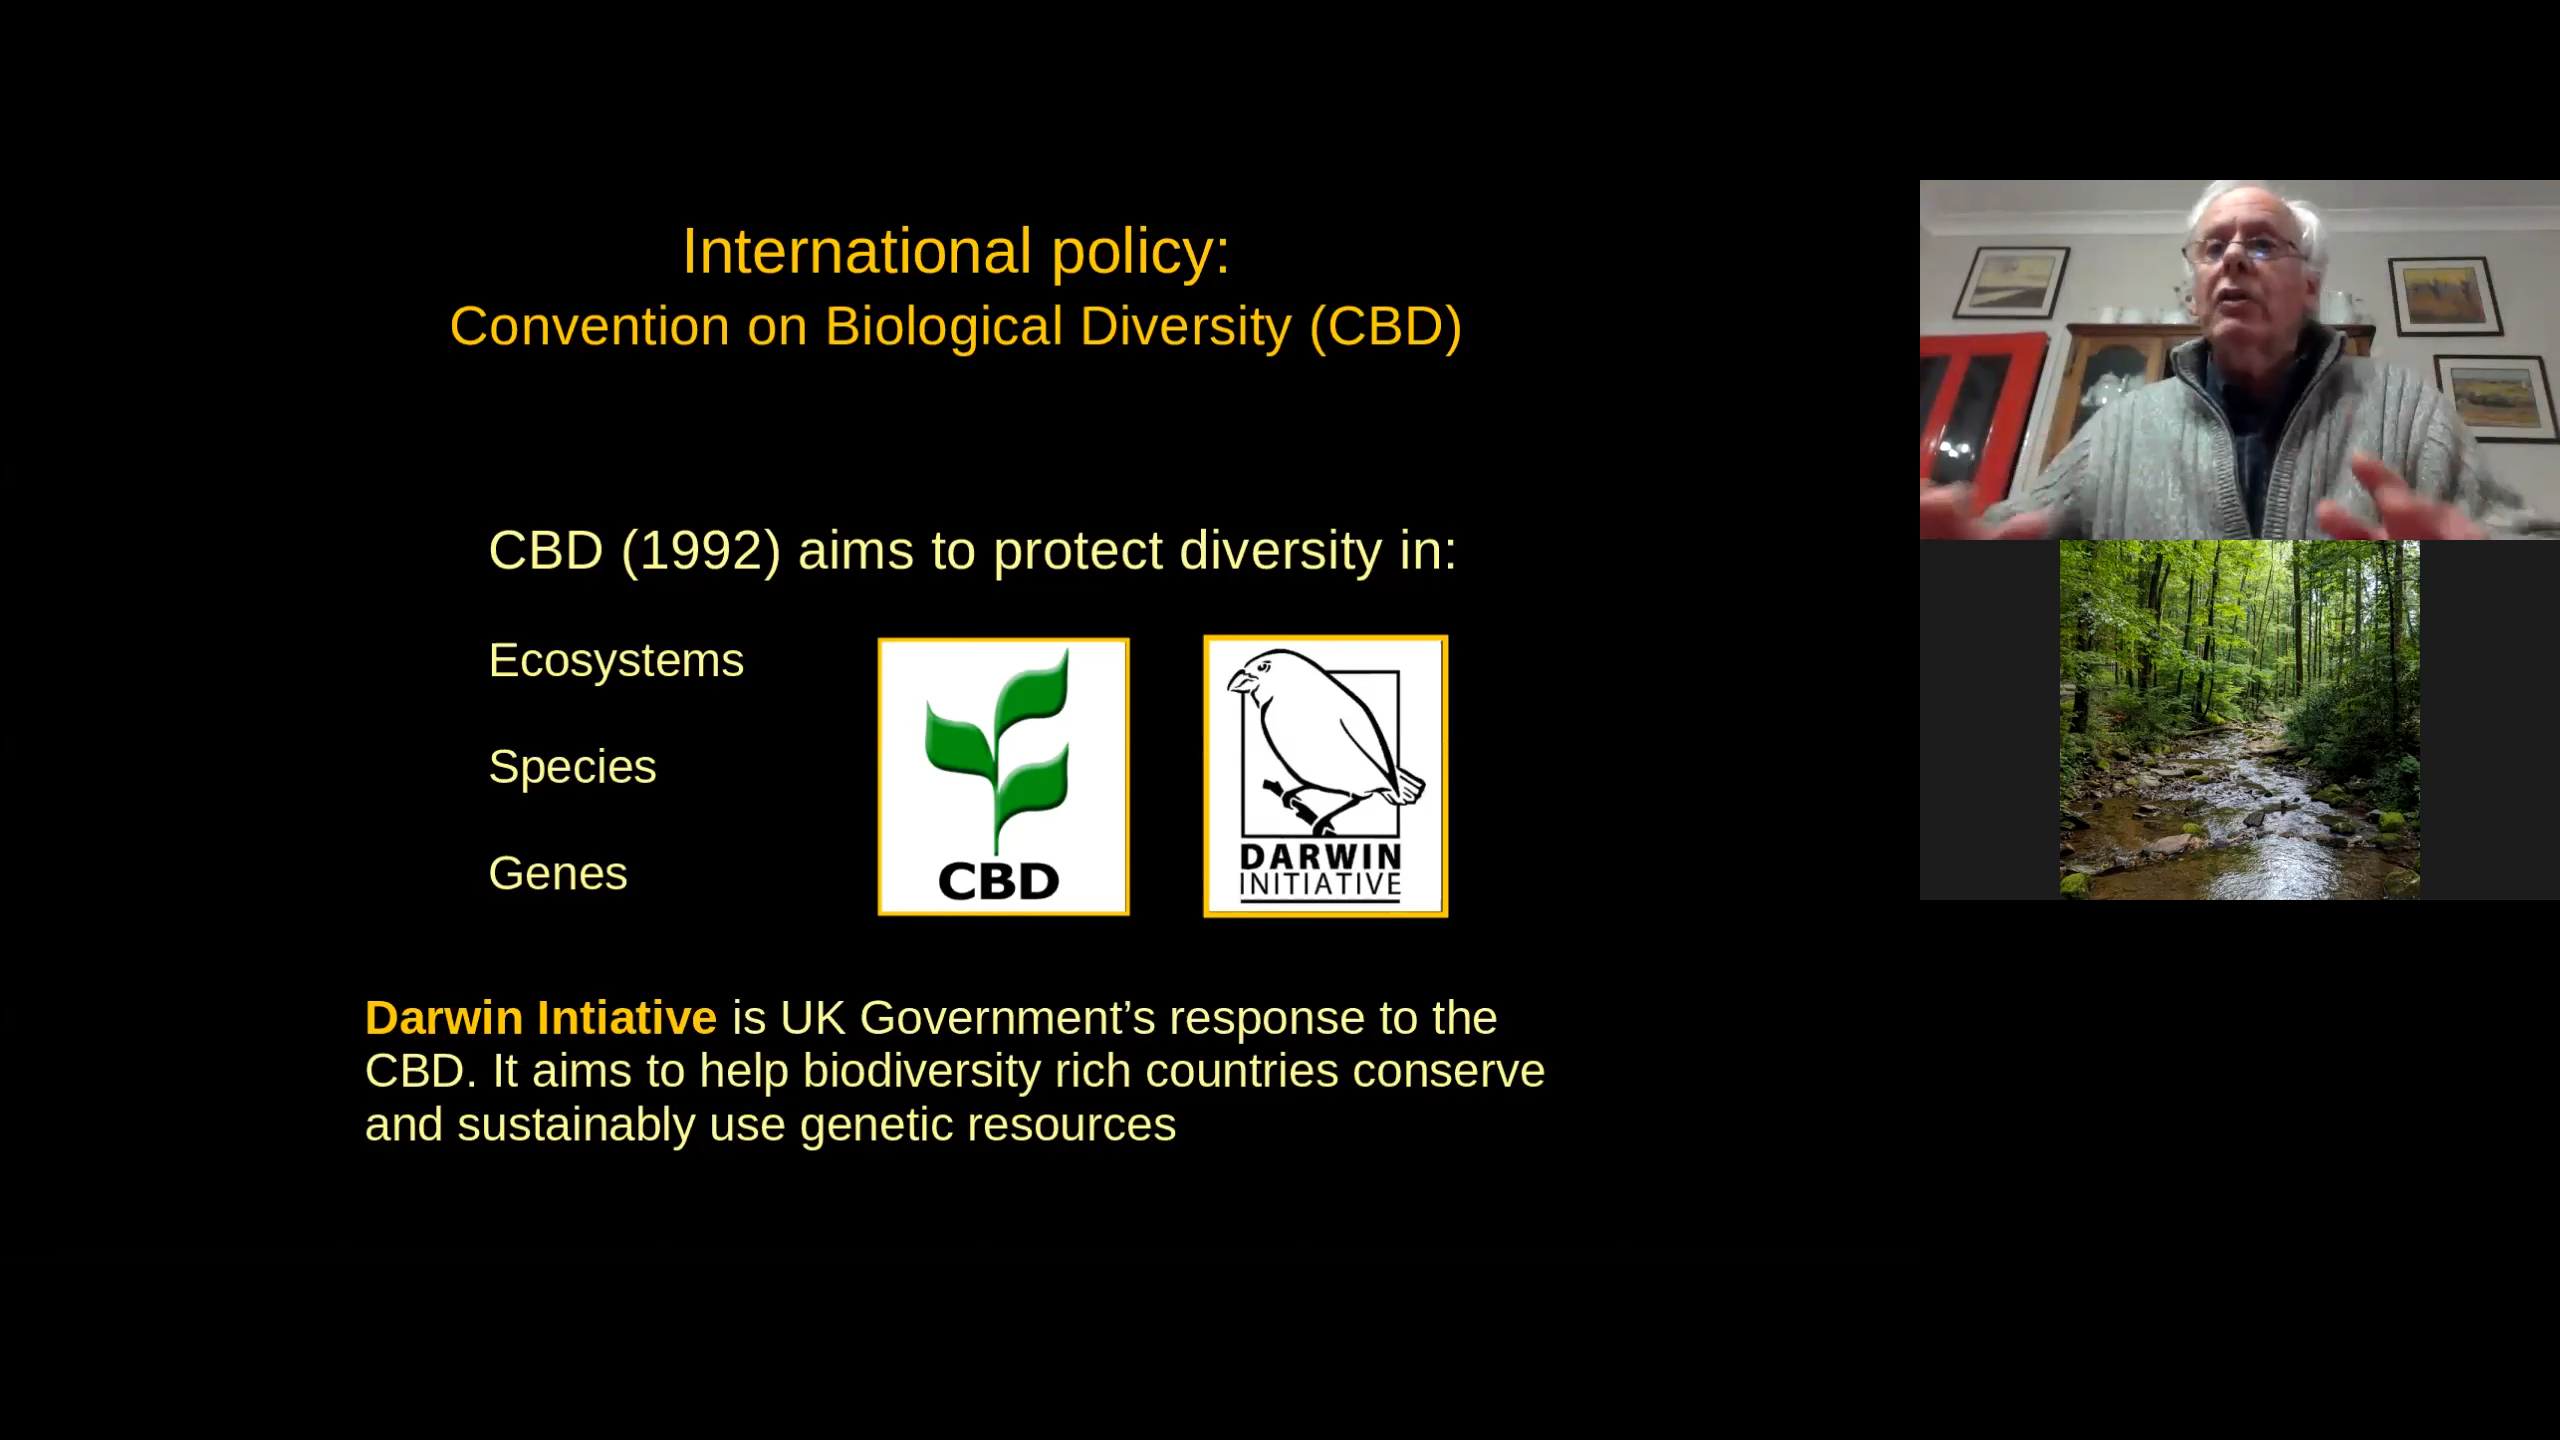 International policy:
Convention on Biological Diversity (CBD)
CBD (1992) aims to protect diversity in:
Ecosystems
Species
Genes
CBD
DARWIN
INITIATIVE
Darwin Intiative is UK Government’s response to the
CBD. It aims to help biodiversity rich countries conserve
and sustainably use genetic resources